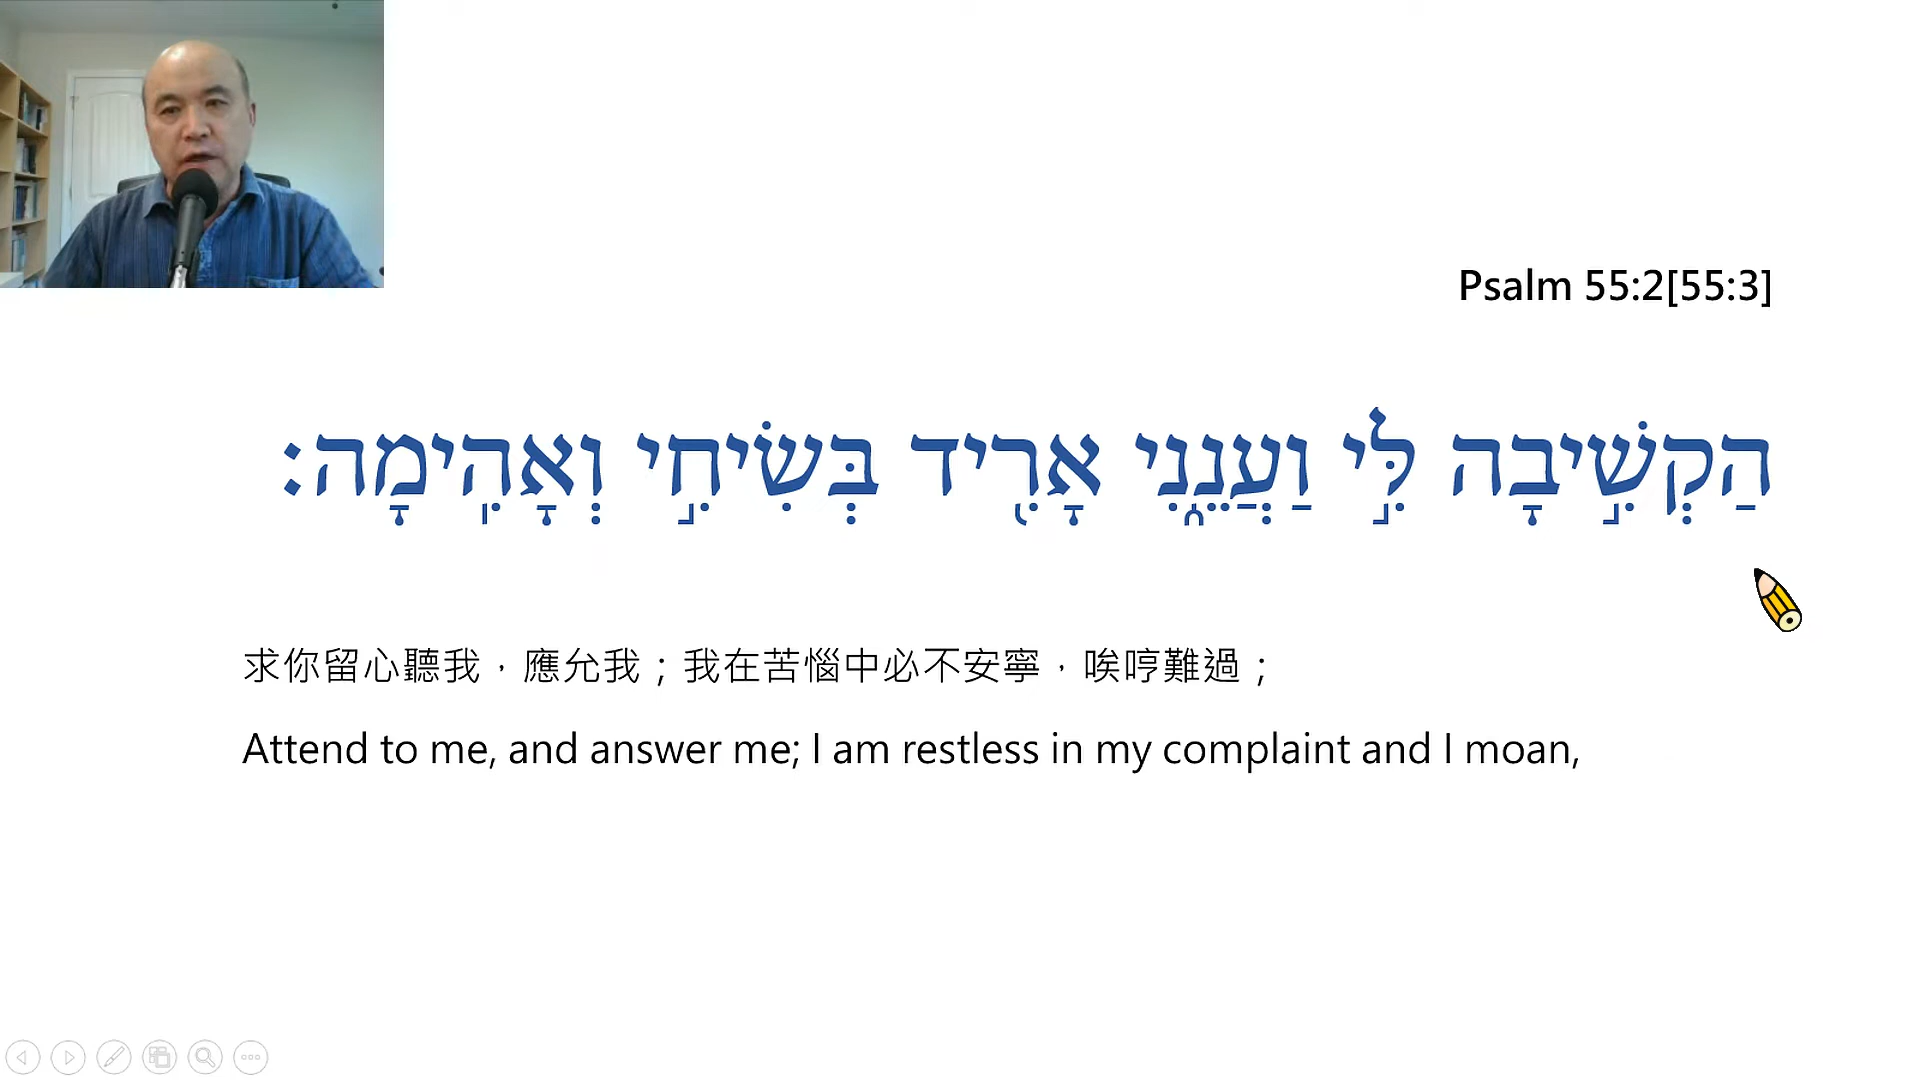 Psalm 55:2[55:3]
הַקְשִׁ֣יבָה לִּ֣֗י וַעֲנֵ֑נִי אָרִ֖יד בְּשִׂיחִ֣י וְאָהִֽימָה׃
求你留心聽我，應允我；我在苦惱中必不安寧，唉哼難過；
Attend to me, and answer me; I am restless in my complaint and I moan,